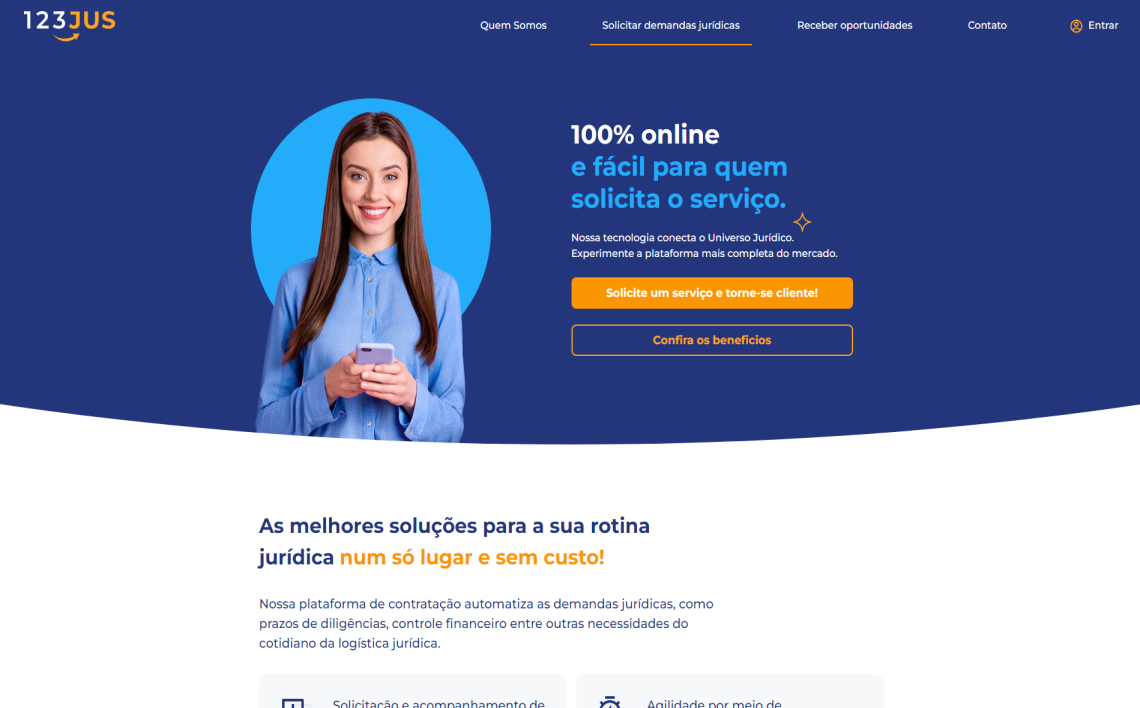 123JUS
Quem Somos
Solicitar demandas jurídicas
Receber oportunidades
Contato
Entrar
100% online
e fácil para quem
solicita o serviço.
Nossa tecnologia conecta o Universo Jurídico.
Experimente a plataforma mais completa do mercado.
Solicite um serviço e torne-se cliente!
Confira os beneficios
As melhores soluções para a sua rotina
jurídica num só lugar e sem custo!
Nossa plataforma de contratação automatiza as demandas jurídicas, como
prazos de diligências, controle financeiro entre outras necessidades do
cotidiano da logística jurídica.
Solicitação e acompanhamento de
Agilidade por meio de